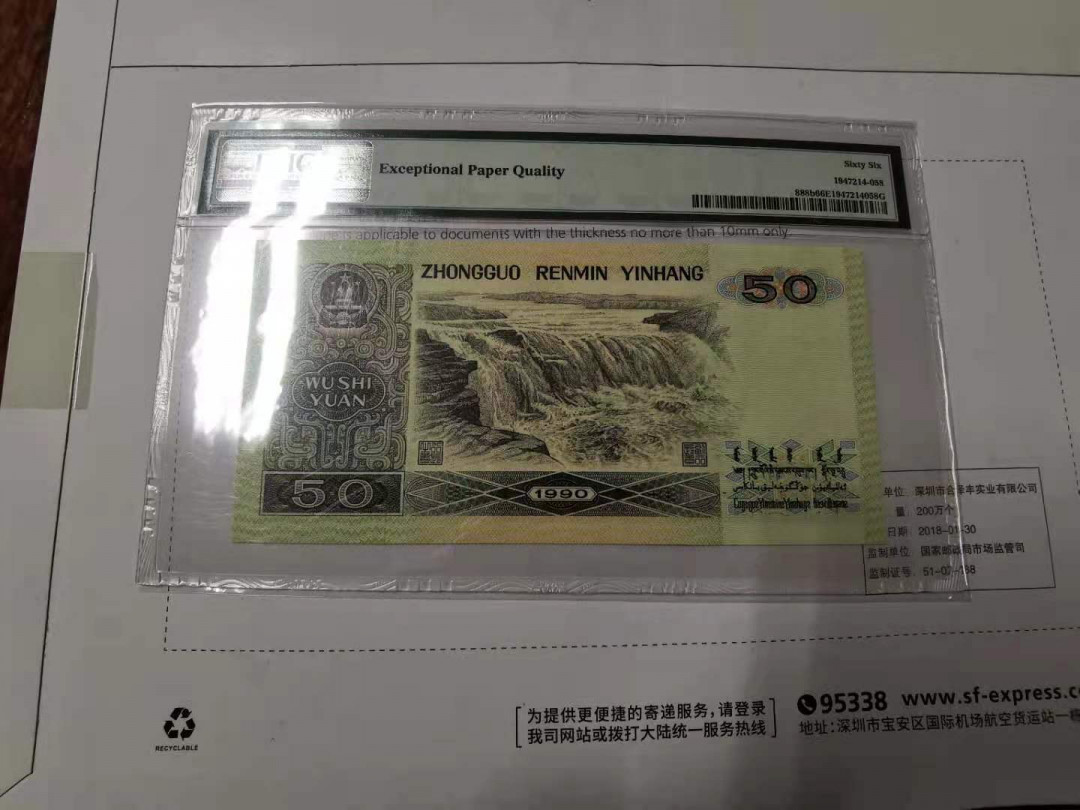 Exceptional Paper Quality
Sixty Six
1947214-058
888b66E1947214058G
is applicable to documents with the thickness no more than 10mm only
ZHONGGUO RENMIN YINHANG
50
WU SHI
YUAN
50
1990
单位: 深圳市
丰实业有限公司
量: 200万个
日期: 2018-01-30
监制单位: 国家邮政局市场监管司
监制证号: 51-07-
RECYCLABLE
为提供更便捷的寄递服务,请登录
我司网站或拨打大陆统一服务热线
95338 www.sf-express.c
地址:深圳市宝安区国际机场航空货运站一